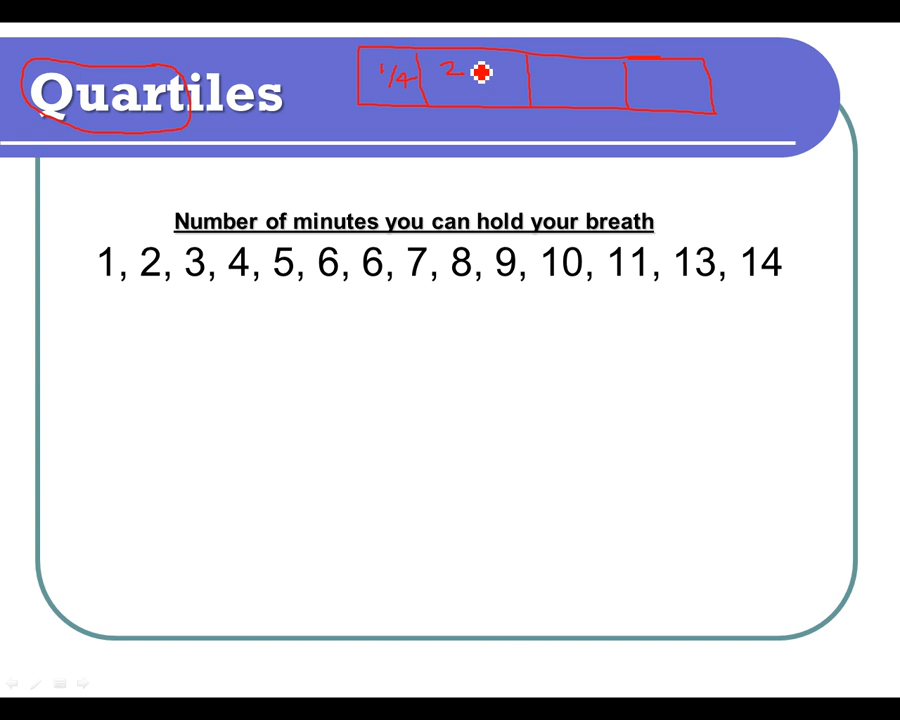 Quartiles 1/4 2
Number of minutes you can hold your breath
1, 2, 3, 4, 5, 6, 6, 7, 8, 9, 10, 11, 13, 14